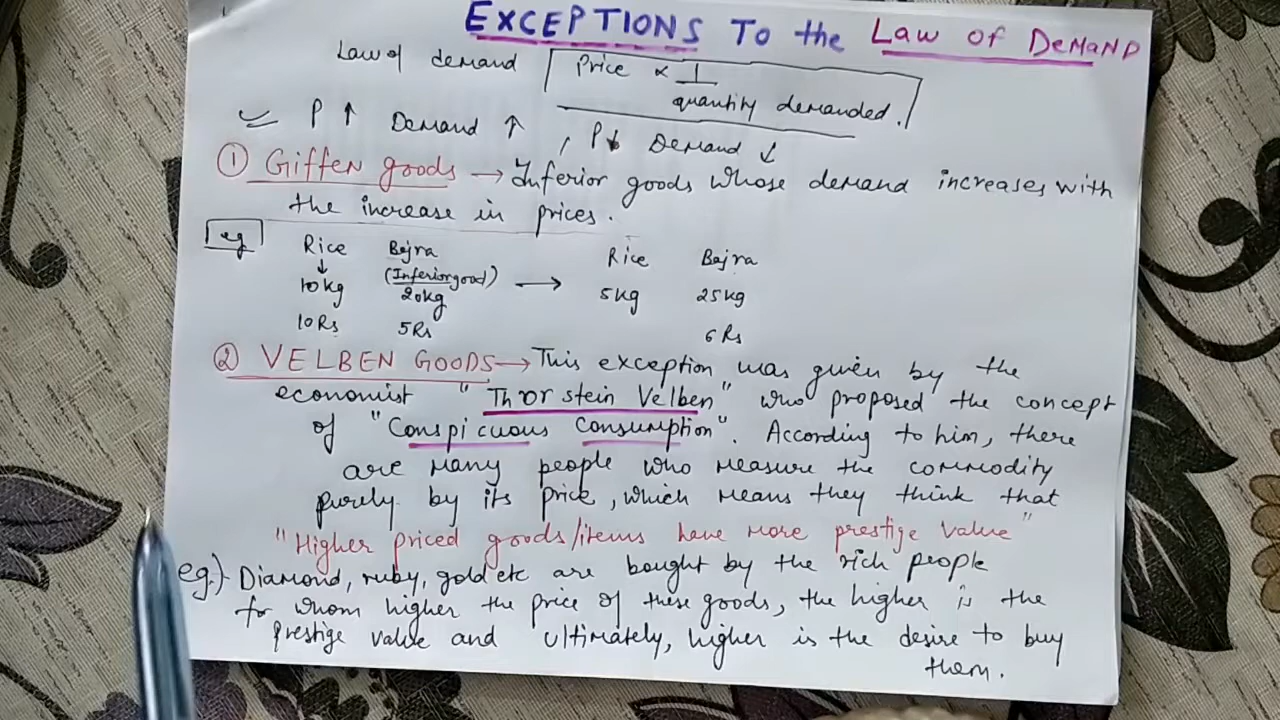 EXCEPTIONS To the Law of DeMAND
Law of demand Price ∝ 1
quantity demanded.
P ↑ Demand ↑ , P↓ Demand ↓
① Giffen goods → Inferior goods whose demand increases with
the increase in prices.
eg Rice Bajra Rice Bajra
↓ (Inferior good) →
10kg 20kg 5kg 25kg
10Rs 5Rs 6Rs
② VELBEN GOODS → This exception was given by the
economist "Thorstein Velben" who proposed the concept
of "Conspicuous Consumption". According to him, there
are many people who measure the commodity
purely by its price, which means they think that
"Higher priced goods/items have more prestige value"
eg.) Diamond, ruby, gold etc are bought by the rich people
for whom higher the price of these goods, the higher is the
prestige value and ultimately, higher is the desire to buy
them.